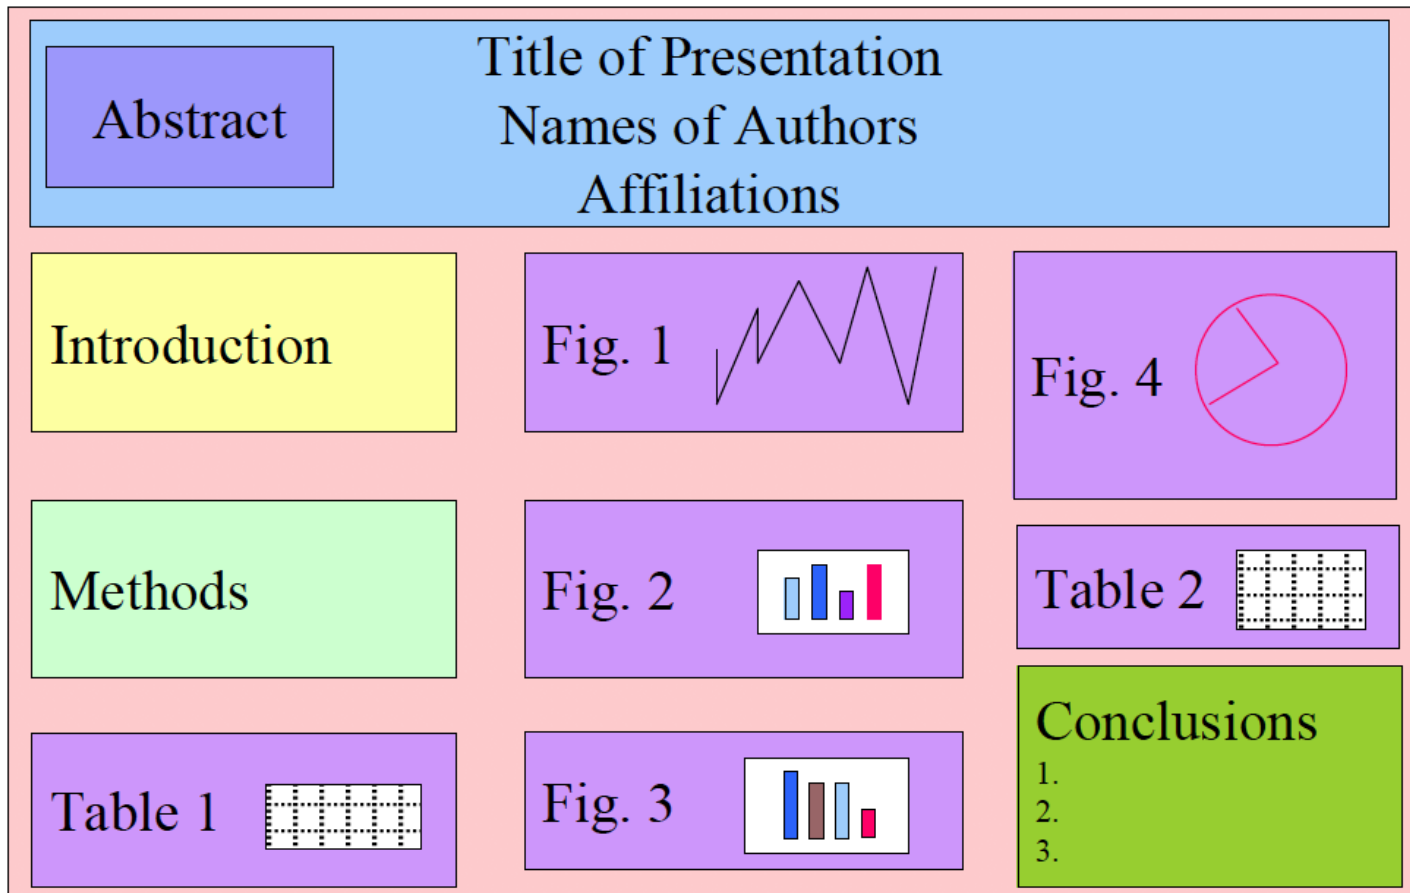 Abstract
Title of Presentation
Names of Authors
Affiliations
Introduction
Methods
Table 1
Fig. 1
Fig. 2
Fig. 3
Fig. 4
Table 2
Conclusions
1.
2.
3.